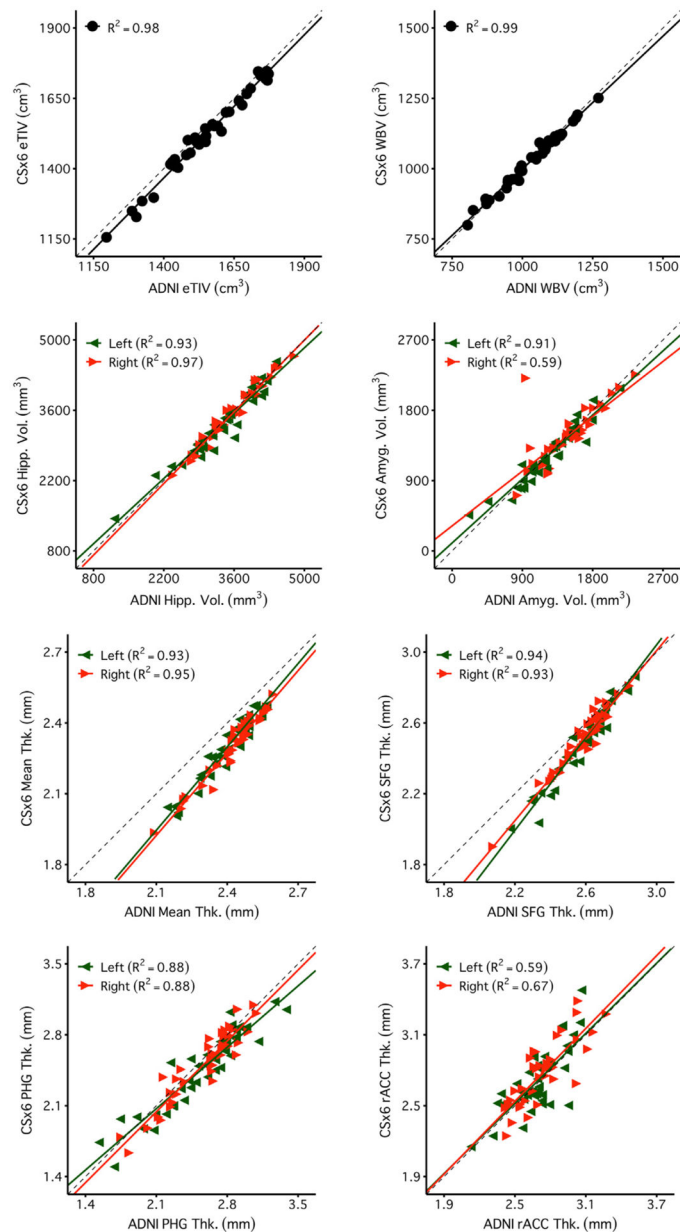 R² = 0.98
CSx6 eTIV (cm³)
1900
1650
1400
1150
1150 1400 1650 1900
ADNI eTIV (cm³)
R² = 0.99
CSx6 WBV (cm³)
1500
1250
1000
750
750 1000 1250 1500
ADNI WBV (cm³)
Left (R² = 0.93)
Right (R² = 0.97)
CSx6 Hipp. Vol. (mm³)
5000
3600
2200
800
800 2200 3600 5000
ADNI Hipp. Vol. (mm³)
Left (R² = 0.91)
Right (R² = 0.59)
CSx6 Amyg. Vol. (mm³)
2700
1800
900
0
0 900 1800 2700
ADNI Amyg. Vol. (mm³)
Left (R² = 0.93)
Right (R² = 0.95)
CSx6 Mean Thk. (mm)
2.7
2.4
2.1
1.8
1.8 2.1 2.4 2.7
ADNI Mean Thk. (mm)
Left (R² = 0.94)
Right (R² = 0.93)
CSx6 SFG Thk. (mm)
3.0
2.6
2.2
1.8
1.8 2.2 2.6 3.0
ADNI SFG Thk. (mm)
Left (R² = 0.88)
Right (R² = 0.88)
CSx6 PHG Thk. (mm)
3.5
2.8
2.1
1.4
1.4 2.1 2.8 3.5
ADNI PHG Thk. (mm)
Left (R² = 0.59)
Right (R² = 0.67)
CSx6 rACC Thk. (mm)
3.7
3.1
2.5
1.9
1.9 2.5 3.1 3.7
ADNI rACC Thk. (mm)